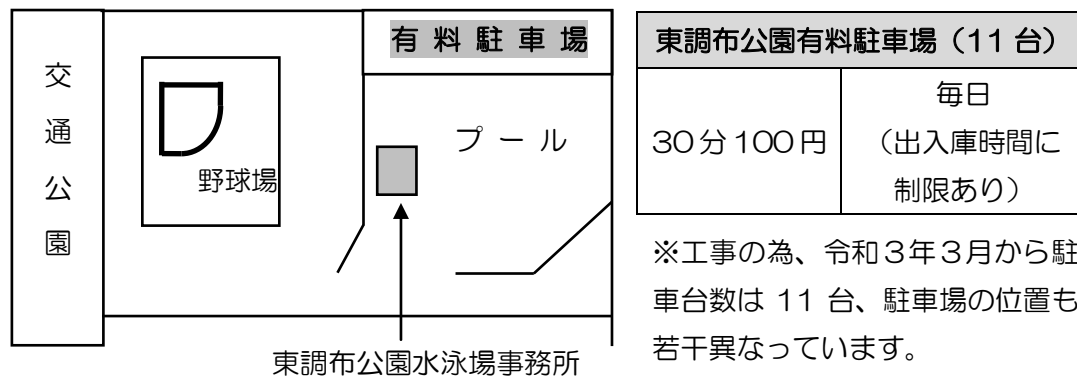 交通公園
野球場
有料駐車場
プール
東調布公園水泳場事務所
東調布公園有料駐車場（11台）
30分100円
毎日
（出入庫時間に
制限あり）
※工事の為、令和３年３月から駐
車台数は 11 台、駐車場の位置も
若干異なっています。